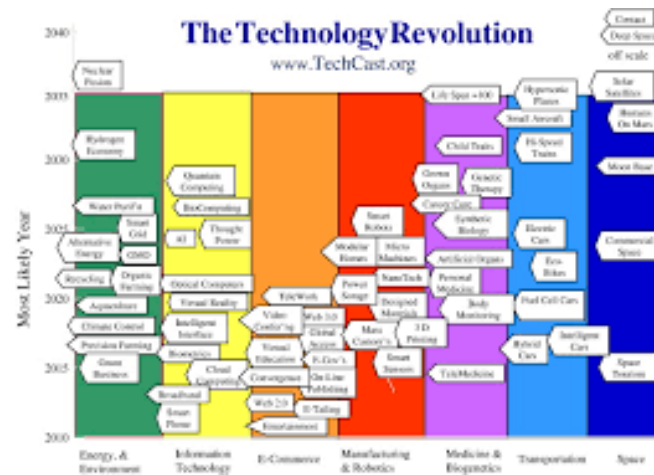 2040
The Technology Revolution
www.TechCast.org
Contact
Deep Space
off scale
Nuclear
Fission
Solar
Satellites
2035
Life Span +100
Hypersonic
Planes
Small Aircraft
Humans
On Mars
Hydrogen
Economy
Child Traits
Hi-Speed
Trains
2030
Moon Base
Quantum
Computing
Grown
Organs
Genetic
Therapy
Water Purif'n
BioComputing
Cancer Cure
Smart
Grid
Smart
Robots
Synthetic
Biology
2025
AI
Thought
Power
Electric
Cars
Alternative
Energy
GMO
Modular
Homes
Micro
Machines
Commercial
Space
Artificial Organs
Eco-
Bikes
Recycling
Organic
Farming
Optical Computers
Power
Storage
NanoTech
Personal
Medicine
2020
Aquaculture
Virtual Reality
TeleWork
Designed
Materials
Body
Monitoring
Fuel Cell Cars
Climate Control
Intelligent
Interface
Video
Web 3.0
Global
Access
Mass
Custom'n
3-D
Printing
Precision Farming
Biometrics
Virtual
Education
E-Gov't
Smart
Sensors
Hybrid
Cars
Intelligent
Cars
2015
Green
Business
Cloud
Computing
Convergence
On-Line
Publishing
TeleMedicine
Space
Tourism
Broadband
Web 2.0
E-Tailing
Smart
Phone
Entertainment
2010
Most Likely Year
Energy, &
Environment
Information
Technology
E-Commerce
Manufacturing
& Robotics
Medicine &
Biogenetics
Transportation
Space